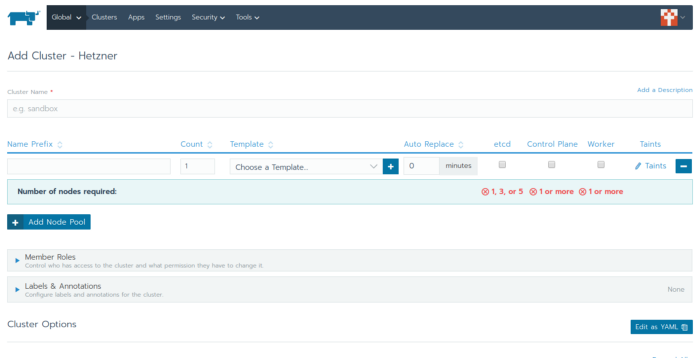 Global Clusters Apps Settings Security Tools
Add Cluster - Hetzner
Cluster Name *
Add a Description
e.g. sandbox
Name Prefix Count Template Auto Replace etcd Control Plane Worker Taints
1 Choose a Template... + 0 minutes Taints
Number of nodes required: 1, 3, or 5 1 or more 1 or more
+ Add Node Pool
Member Roles
Control who has access to the cluster and what permission they have to change it.
Labels & Annotations
Configure labels and annotations for the cluster.
None
Cluster Options
Edit as YAML